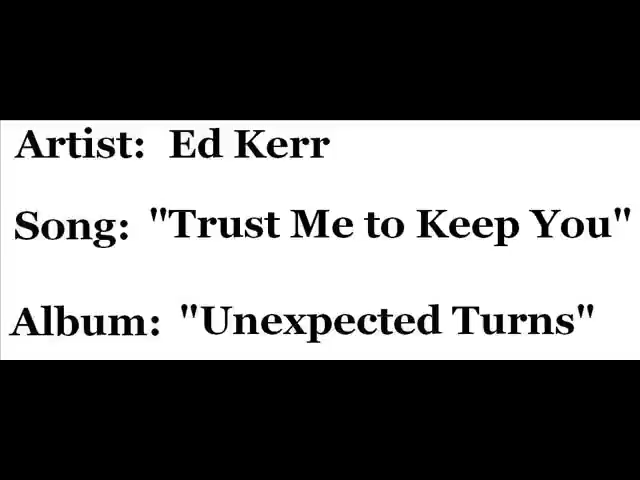 Artist: Ed Kerr
Song: "Trust Me to Keep You"
Album: "Unexpected Turns"